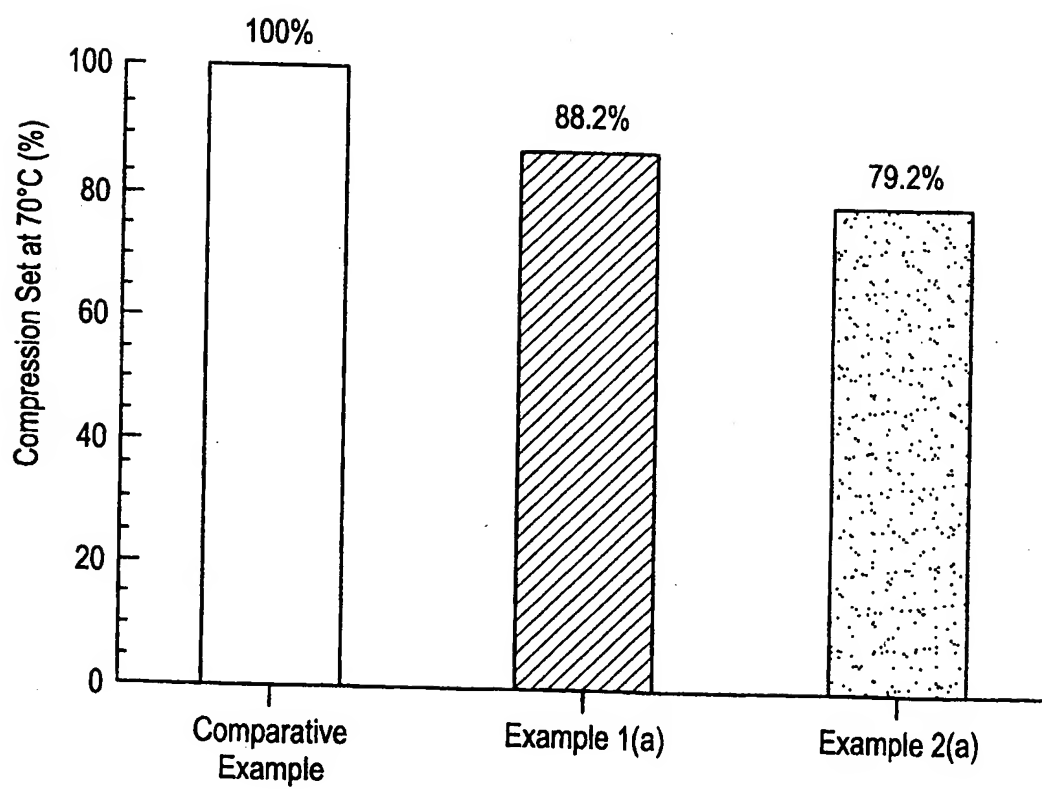 100%
88.2%
79.2%
Compression Set at 70°C (%)
100
80
60
40
20
0
Comparative
Example
Example 1(a)
Example 2(a)